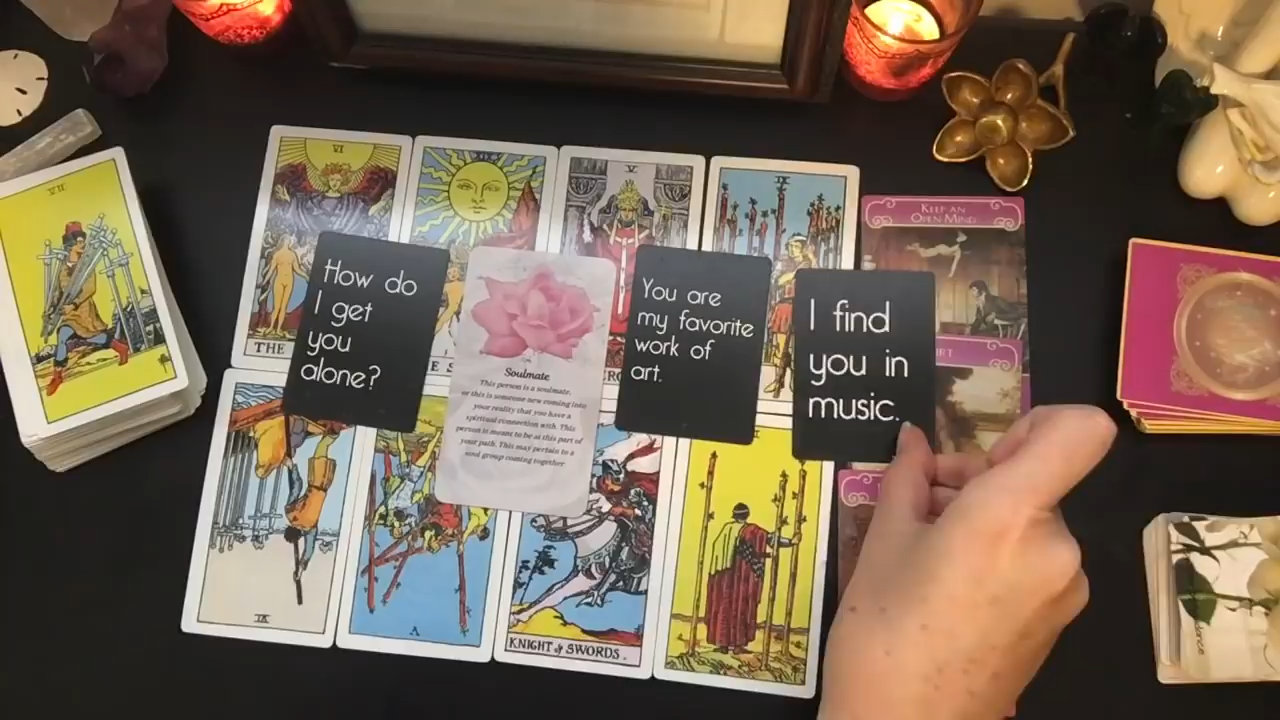 VII
VI
V
IX
KEEP AN
OPEN MIND
How do
I get
you
alone?
You are
my favorite
work of
art.
I find
you in
music.
Soulmate
This person is a soulmate,
or this is someone new coming into
your reality that you have a
spiritual connection with. This
person is meant to be at this part of
your path. This may pertain to a
soul group coming together.
THE
E S
VI
V
KNIGHT of SWORDS.